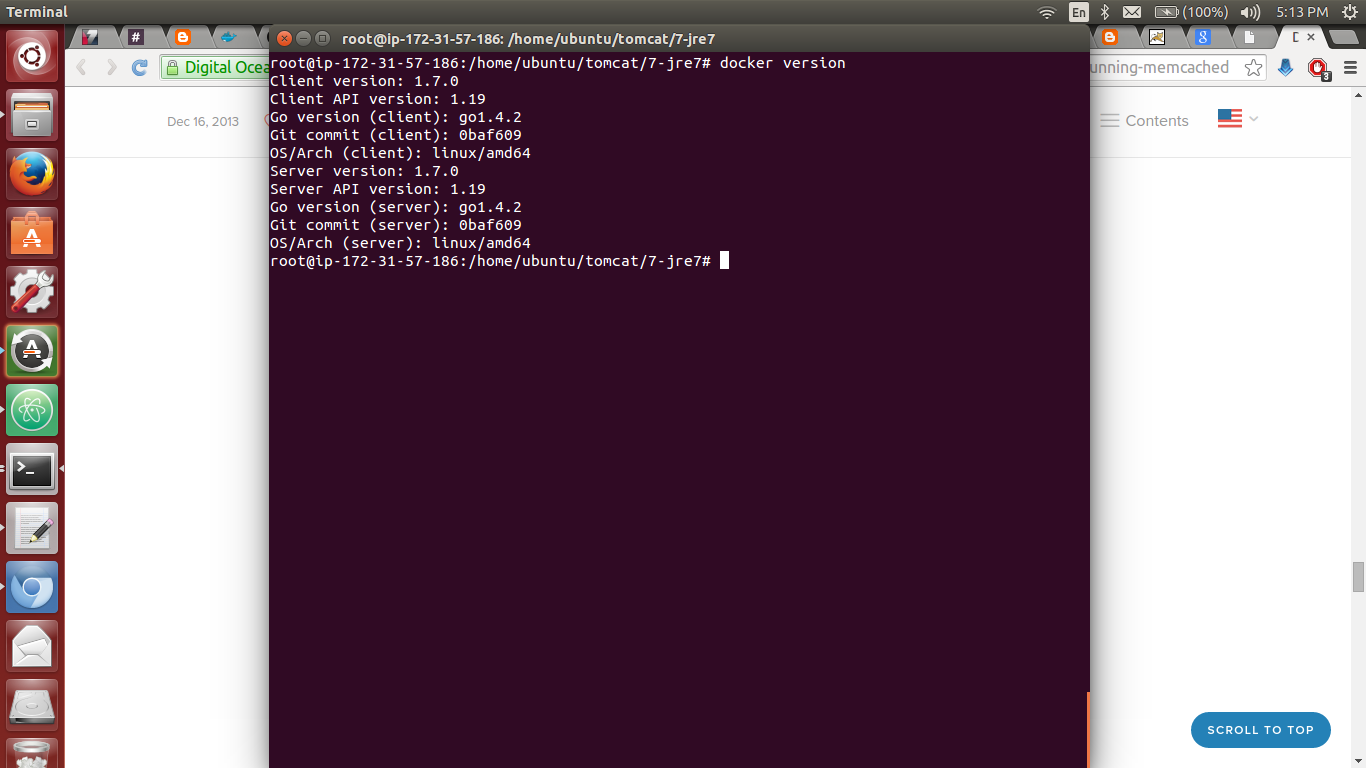 Terminal
En
(100%)
5:13 PM
#
root@ip-172-31-57-186: /home/ubuntu/tomcat/7-jre7
8
D
Digital Ocea
unning-memcached
3
root@ip-172-31-57-186:/home/ubuntu/tomcat/7-jre7# docker version
Client version: 1.7.0
Client API version: 1.19
Go version (client): go1.4.2
Git commit (client): 0baf609
OS/Arch (client): linux/amd64
Server version: 1.7.0
Server API version: 1.19
Go version (server): go1.4.2
Git commit (server): 0baf609
OS/Arch (server): linux/amd64
root@ip-172-31-57-186:/home/ubuntu/tomcat/7-jre7#
Dec 16, 2013
Contents
SCROLL TO TOP